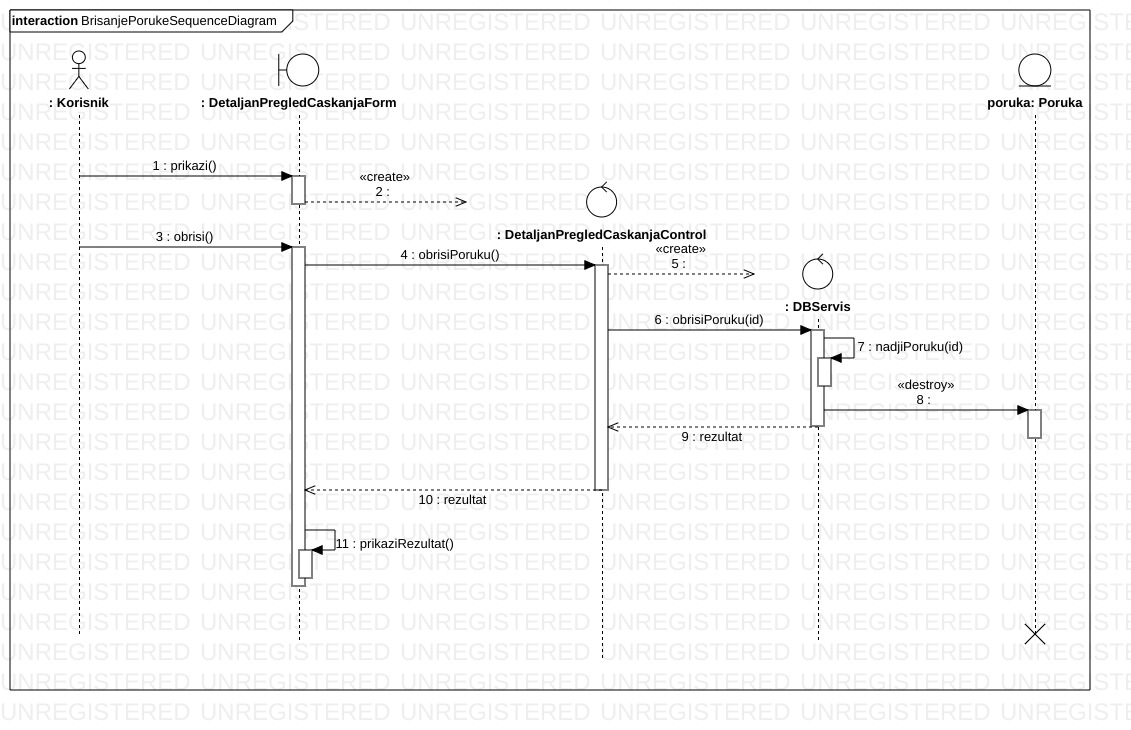 interaction BrisanjePorukeSequenceDiagram
: Korisnik
: DetaljanPregledCaskanjaForm
poruka: Poruka
1 : prikazi()
«create»
2 :
: DetaljanPregledCaskanjaControl
3 : obrisi()
4 : obrisiPoruku()
«create»
5 :
: DBServis
6 : obrisiPoruku(id)
7 : nadjiPoruku(id)
«destroy»
8 :
9 : rezultat
10 : rezultat
11 : prikaziRezultat()
UNREGISTERED UNREGISTERED UNREGISTERED UNREGISTERED UNREGISTERED UNREGISTERED